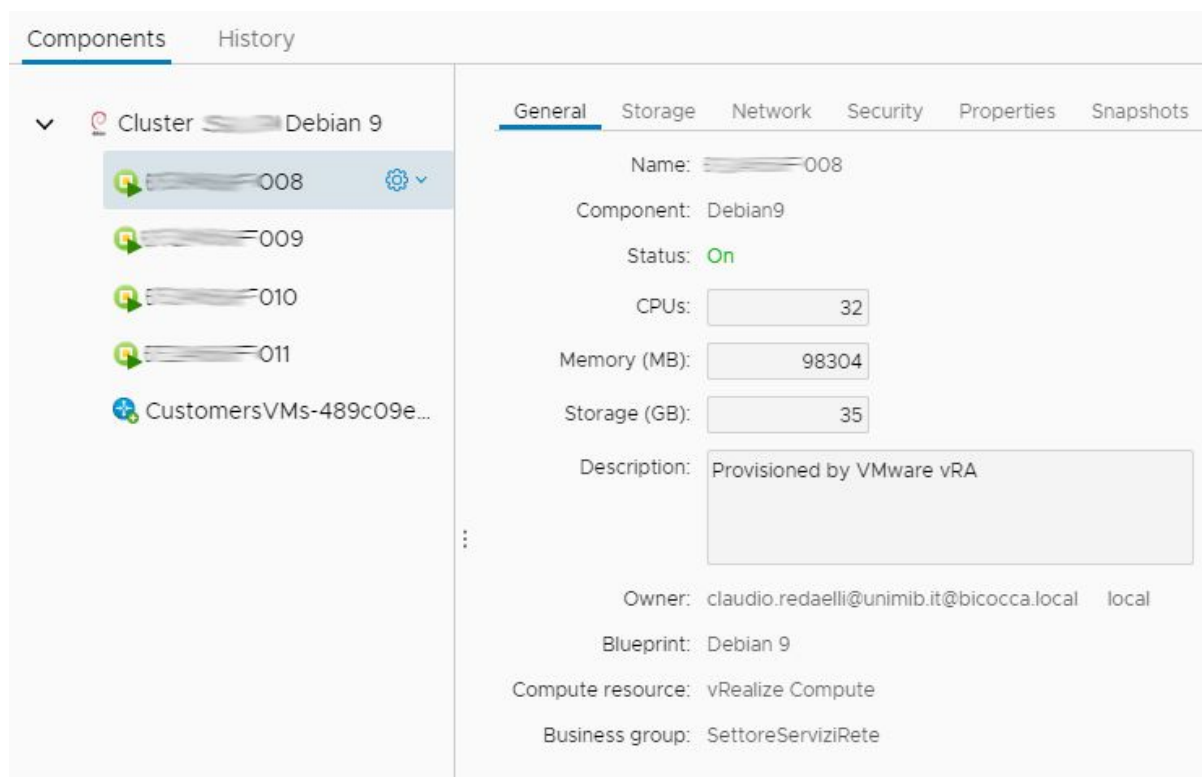 Components History
Cluster Debian 9
008
009
010
011
CustomersVMs-489c09e...
General Storage Network Security Properties Snapshots
Name: 008
Component: Debian9
Status: On
CPUs: 32
Memory (MB): 98304
Storage (GB): 35
Description: Provisioned by VMware vRA
Owner: claudio.redaelli@unimib.it@bicocca.local local
Blueprint: Debian 9
Compute resource: vRealize Compute
Business group: SettoreServiziRete